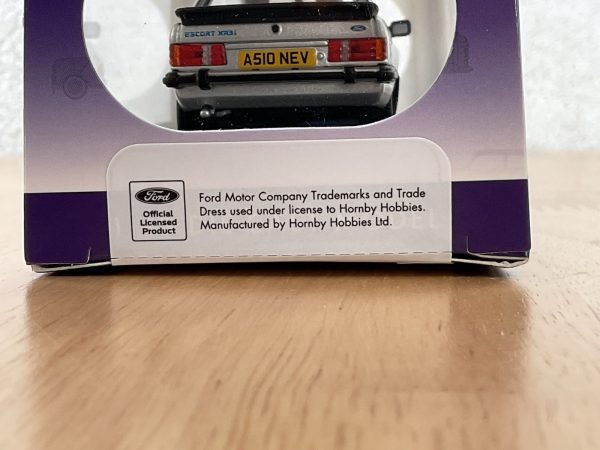 ESCORT XR3i
Ford
A510 NEV
Ford
Official
Licensed
Product
Ford Motor Company Trademarks and Trade
Dress used under license to Hornby Hobbies.
Manufactured by Hornby Hobbies Ltd.